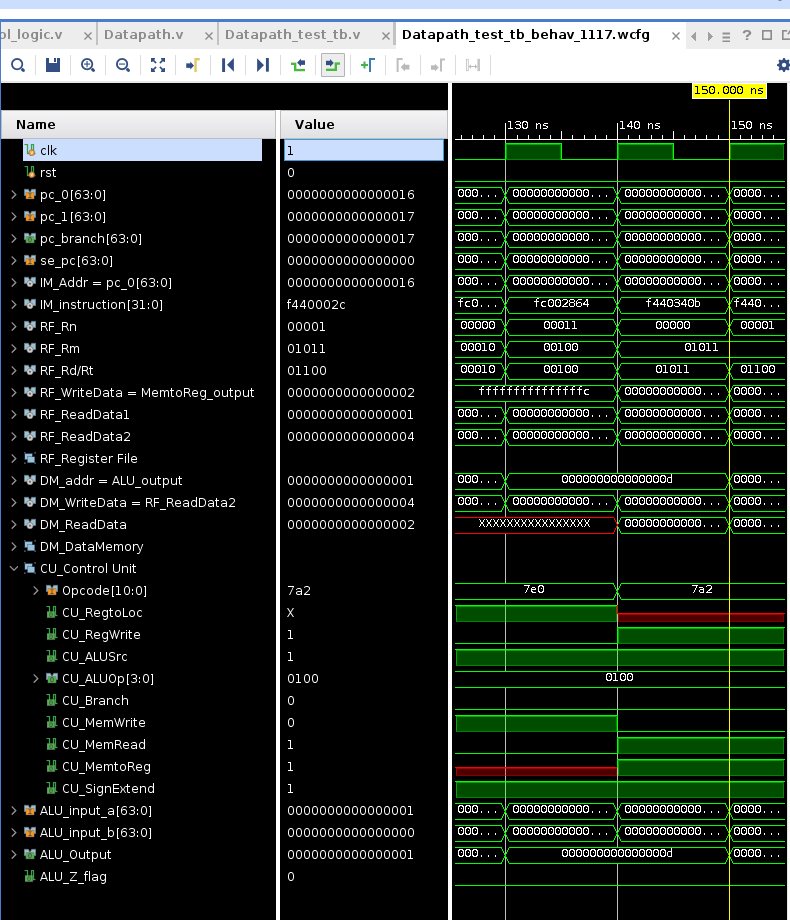 ol_logic.v × Datapath.v × Datapath_test_tb.v × Datapath_test_tb_behav_1117.wcfg × ?
150.000 ns
Name Value 130 ns 140 ns 150 ns
clk 1
rst 0
pc_0[63:0] 0000000000000016 000... 00000000000... 00000000000... 0000...
pc_1[63:0] 0000000000000017 000... 00000000000... 00000000000... 0000...
pc_branch[63:0] 0000000000000017 000... 00000000000... 00000000000... 0000...
se_pc[63:0] 0000000000000000 000... 00000000000... 00000000000... 0000...
IM_Addr = pc_0[63:0] 0000000000000016 000... 00000000000... 00000000000... 0000...
IM_instruction[31:0] f440002c fc0... fc002864 f440340b f440...
RF_Rn 00001 00000 00011 00000 00001
RF_Rm 01011 00010 00100 01011
RF_Rd/Rt 01100 00010 00100 01011 01100
RF_WriteData = MemtoReg_output 0000000000000002 fffffffffffffffc 00000000000... 0000...
RF_ReadData1 0000000000000001 000... 00000000000... 00000000000... 0000...
RF_ReadData2 0000000000000004 000... 00000000000... 00000000000... 0000...
RF_Register File
DM_addr = ALU_output 0000000000000001 000... 000000000000000d 0000...
DM_WriteData = RF_ReadData2 0000000000000004 000... 00000000000... 00000000000... 0000...
DM_ReadData 0000000000000002 XXXXXXXXXXXXXXXX 00000000000... 0000...
DM_DataMemory
CU_Control Unit
Opcode[10:0] 7a2 7e0 7a2
CU_RegtoLoc X
CU_RegWrite 1
CU_ALUSrc 1
CU_ALUOp[3:0] 0100 0100
CU_Branch 0
CU_MemWrite 0
CU_MemRead 1
CU_MemtoReg 1
CU_SignExtend 1
ALU_input_a[63:0] 0000000000000001 000... 00000000000... 00000000000... 0000...
ALU_input_b[63:0] 0000000000000000 000... 00000000000... 00000000000... 0000...
ALU_Output 0000000000000001 000... 000000000000000d 0000...
ALU_Z_flag 0